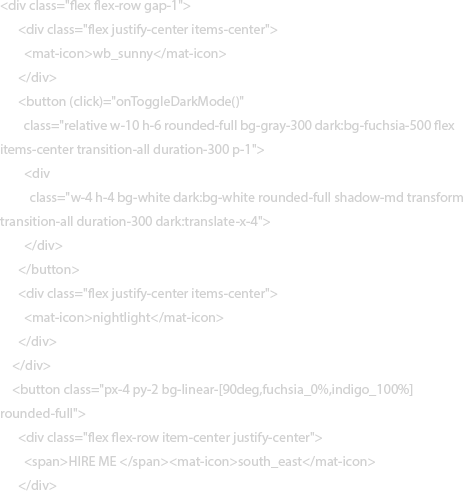 <div class="flex flex-row gap-1">
<div class="flex justify-center items-center">
<mat-icon>wb_sunny</mat-icon>
</div>
<button (click)="onToggleDarkMode()"
class="relative w-10 h-6 rounded-full bg-gray-300 dark:bg-fuchsia-500 flex
items-center transition-all duration-300 p-1">
<div
class="w-4 h-4 bg-white dark:bg-white rounded-full shadow-md transform
transition-all duration-300 dark:translate-x-4">
</div>
</button>
<div class="flex justify-center items-center">
<mat-icon>nightlight</mat-icon>
</div>
</div>
<button class="px-4 py-2 bg-linear-[90deg,fuchsia_0%,indigo_100%]
rounded-full">
<div class="flex flex-row item-center justify-center">
<span>HIRE ME </span><mat-icon>south_east</mat-icon>
</div>